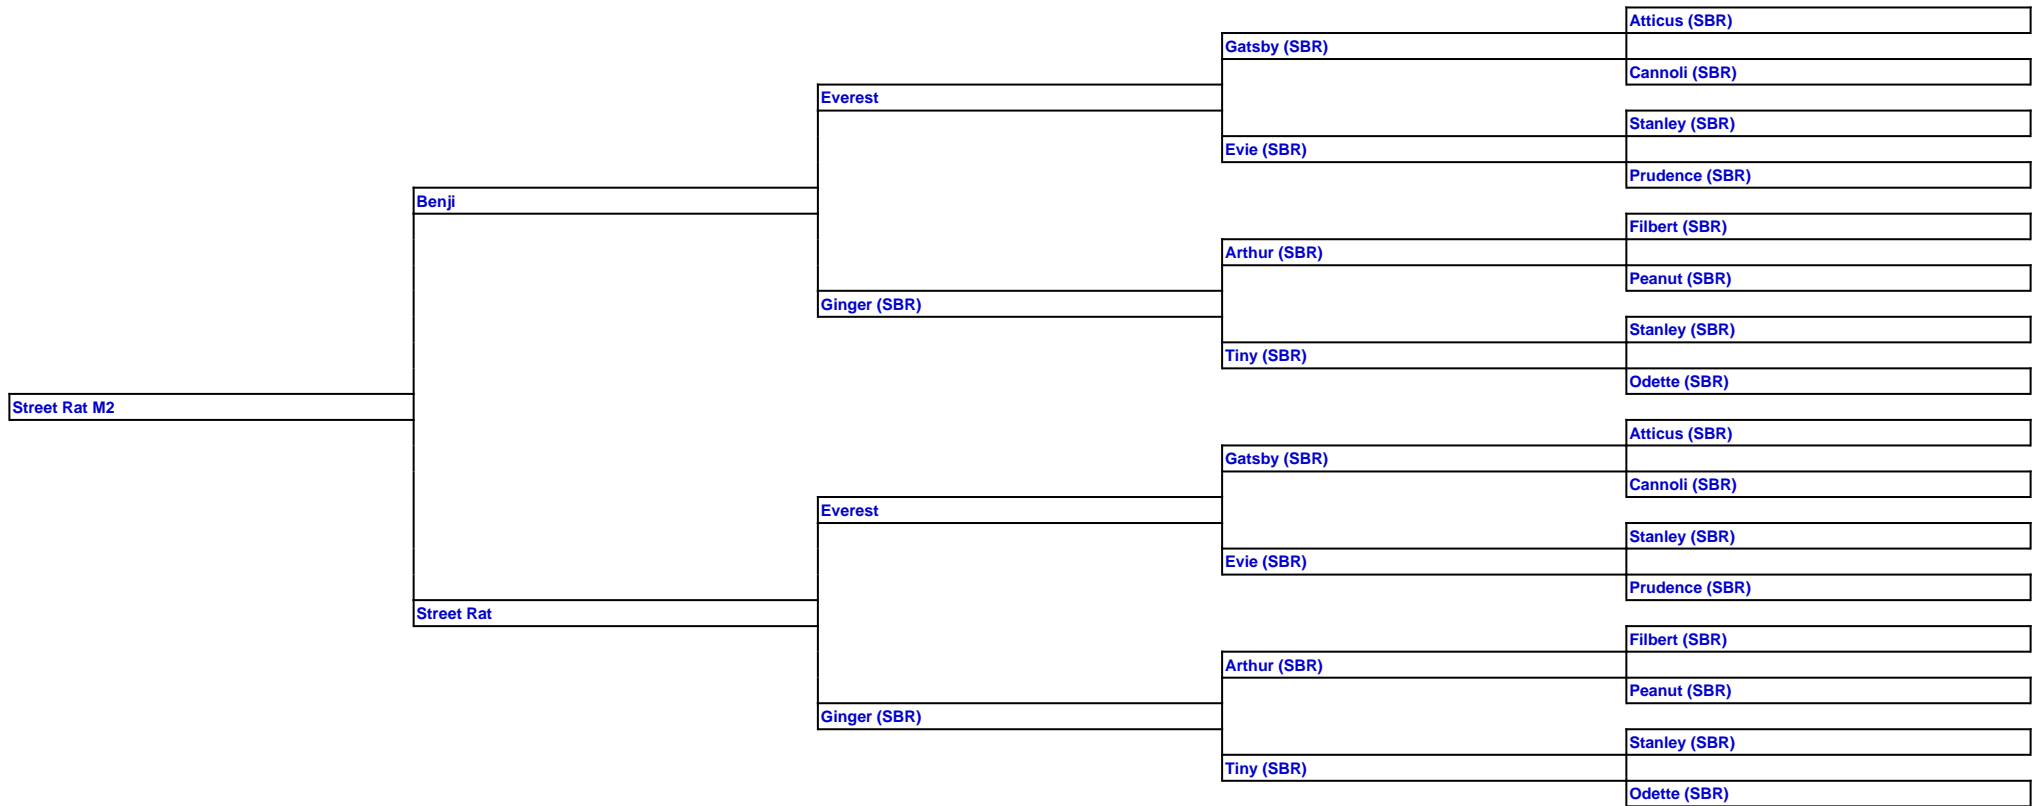 Atticus (SBR)
Gatsby (SBR)
Cannoli (SBR)
Everest
Stanley (SBR)
Evie (SBR)
Prudence (SBR)
Benji
Filbert (SBR)
Arthur (SBR)
Peanut (SBR)
Ginger (SBR)
Stanley (SBR)
Tiny (SBR)
Odette (SBR)
Street Rat M2
Atticus (SBR)
Gatsby (SBR)
Cannoli (SBR)
Everest
Stanley (SBR)
Evie (SBR)
Prudence (SBR)
Street Rat
Filbert (SBR)
Arthur (SBR)
Peanut (SBR)
Ginger (SBR)
Stanley (SBR)
Tiny (SBR)
Odette (SBR)